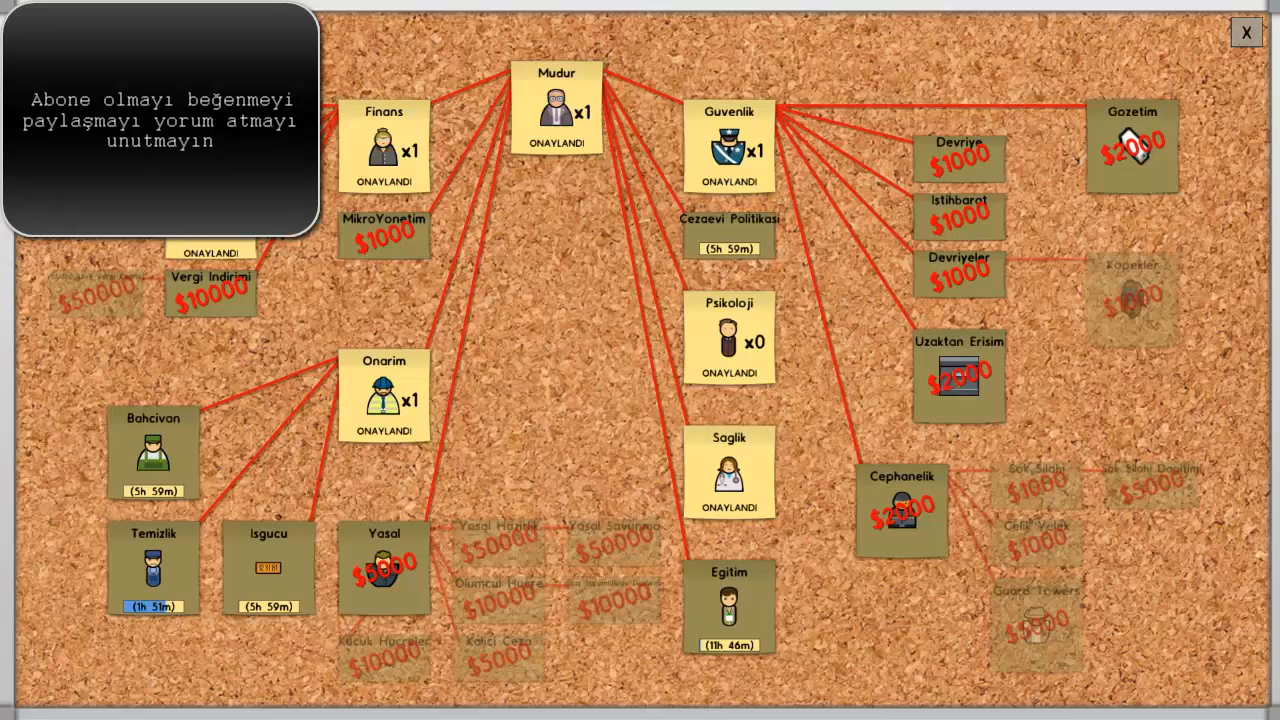 Abone olmayı beğenmeyi
paylaşmayı yorum atmayı
unutmayın
X
Mudur
x1
ONAYLANDI
Finans
x1
ONAYLANDI
Guvenlik
x1
ONAYLANDI
Gozetim
$2000
Devriye
$1000
MikroYonetim
$1000
Cezaevi Politikasi
(5h 59m)
Istihbarat
$1000
ONAYLANDI
Devriyeler
$1000
Kopekler
$1000
$50000
Vergi Indirimi
$10000
Psikoloji
x0
ONAYLANDI
Uzaktan Erisim
$2000
Onarim
x1
ONAYLANDI
Bahcivan
(5h 59m)
Saglik
ONAYLANDI
Cephanelik
$2000
Sok Silahi
$1000
Sok Silahi Dagitimi
$5000
Temizlik
(1h 51m)
Isgucu
(5h 59m)
Yasal
$5000
Yasal Hazirlik
$50000
Yasal Savunma
$50000
Celik Yelek
$1000
Egitim
(11h 46m)
Olumcul Hucre
$10000
$10000
Guard Towers
$5000
Kucuk Hucreler
$10000
Kalici Ceza
$5000